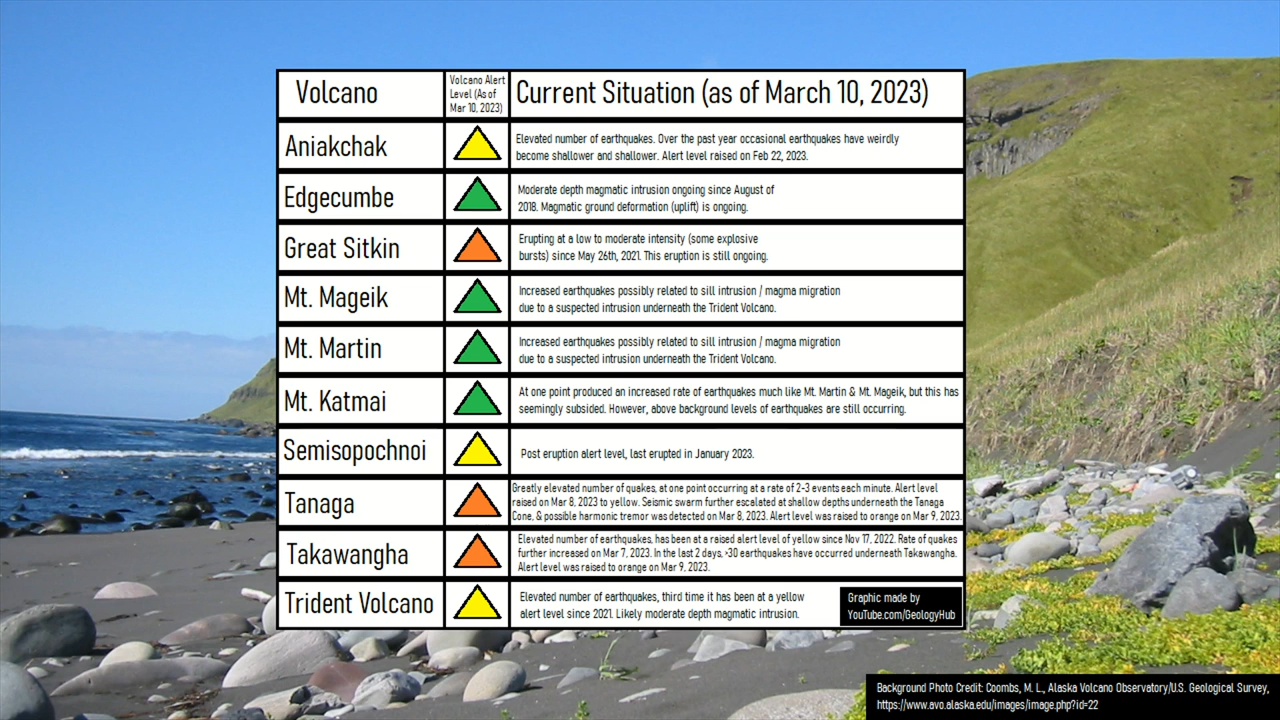 Volcano
Volcano Alert
Level (As of
Mar 10, 2023)
Current Situation (as of March 10, 2023)
Aniakchak
Elevated number of earthquakes. Over the past year occasional earthquakes have weirdly
become shallower and shallower. Alert level raised on Feb 22, 2023.
Edgecumbe
Moderate depth magmatic intrusion ongoing since August of
2018. Magmatic ground deformation (uplift) is ongoing.
Great Sitkin
Erupting at a low to moderate intensity (some explosive
bursts) since May 26th, 2021. This eruption is still ongoing.
Mt. Mageik
Increased earthquakes possibly related to sill intrusion / magma migration
due to a suspected intrusion underneath the Trident Volcano.
Mt. Martin
Increased earthquakes possibly related to sill intrusion / magma migration
due to a suspected intrusion underneath the Trident Volcano.
Mt. Katmai
At one point produced an increased rate of earthquakes much like Mt. Martin & Mt. Mageik, but this has
seemingly subsided. However, above background levels of earthquakes are still occurring.
Semisopochnoi
Post eruption alert level, last erupted in January 2023.
Tanaga
Greatly elevated number of quakes, at one point occurring at a rate of 2-3 events each minute. Alert level
raised on Mar 8, 2023 to yellow. Seismic swarm further escalated at shallow depths underneath the Tanaga
Cone, & possible harmonic tremor was detected on Mar 8, 2023. Alert level was raised to orange on Mar 9, 2023.
Takawangha
Elevated number of earthquakes, has been at a raised alert level of yellow since Nov 17, 2022. Rate of quakes
further increased on Mar 7, 2023. In the last 2 days, >30 earthquakes have occurred underneath Takawangha.
Alert level was raised to orange on Mar 9, 2023.
Trident Volcano
Elevated number of earthquakes, third time it has been at a yellow
alert level since 2021. Likely moderate depth magmatic intrusion.
Graphic made by
YouTube.com/GeologyHub
Background Photo Credit: Coombs, M. L., Alaska Volcano Observatory/U.S. Geological Survey,
https://www.avo.alaska.edu/images/image.php?id=22